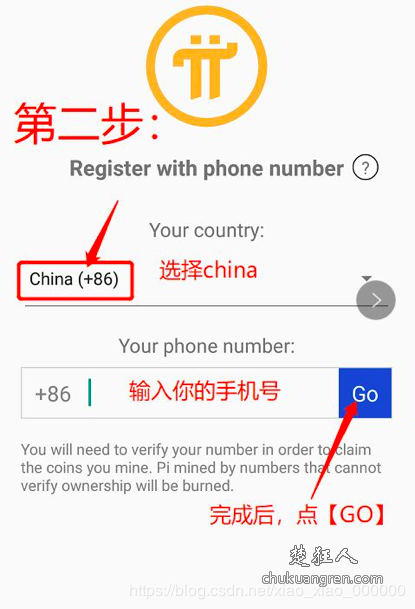 第二步：
Register with phone number ?
Your country:
China (+86)
选择china
Your phone number:
+86
输入你的手机号
Go
You will need to verify your number in order to claim
the coins you mine. Pi mined by numbers that cannot
verify ownership will be burned.
完成后，点【GO】
楚狂人
chukuangren.com
https://blog.csdn.net/xiao_xiao_000000